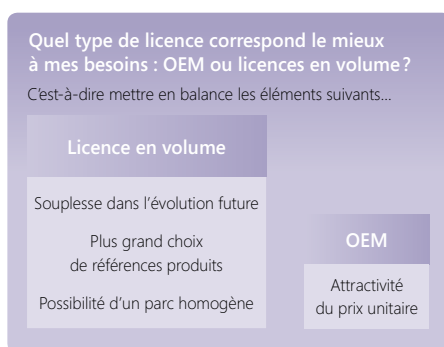 Quel type de licence correspond le mieux
à mes besoins : OEM ou licences en volume ?
C'est-à-dire mettre en balance les éléments suivants...
Licence en volume
Souplesse dans l'évolution future
Plus grand choix
de références produits
Possibilité d'un parc homogène
OEM
Attractivité
du prix unitaire